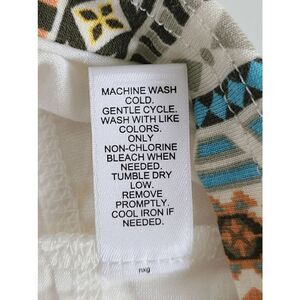 MACHINE WASH
COLD.
GENTLE CYCLE.
WASH WITH LIKE
COLORS.
ONLY
NON-CHLORINE
BLEACH WHEN
NEEDED.
TUMBLE DRY
LOW.
REMOVE
PROMPTLY.
COOL IRON IF
NEEDED.
nxg